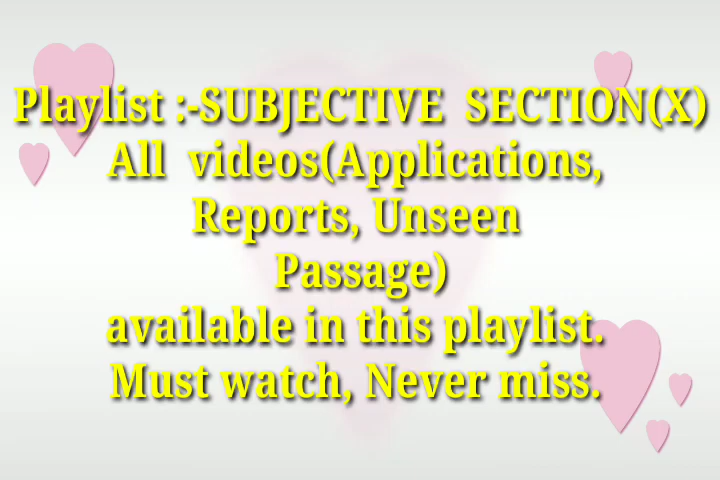 Playlist :-SUBJECTIVE SECTION(X)
All videos(Applications,
Reports, Unseen
Passage)
available in this playlist.
Must watch, Never miss.